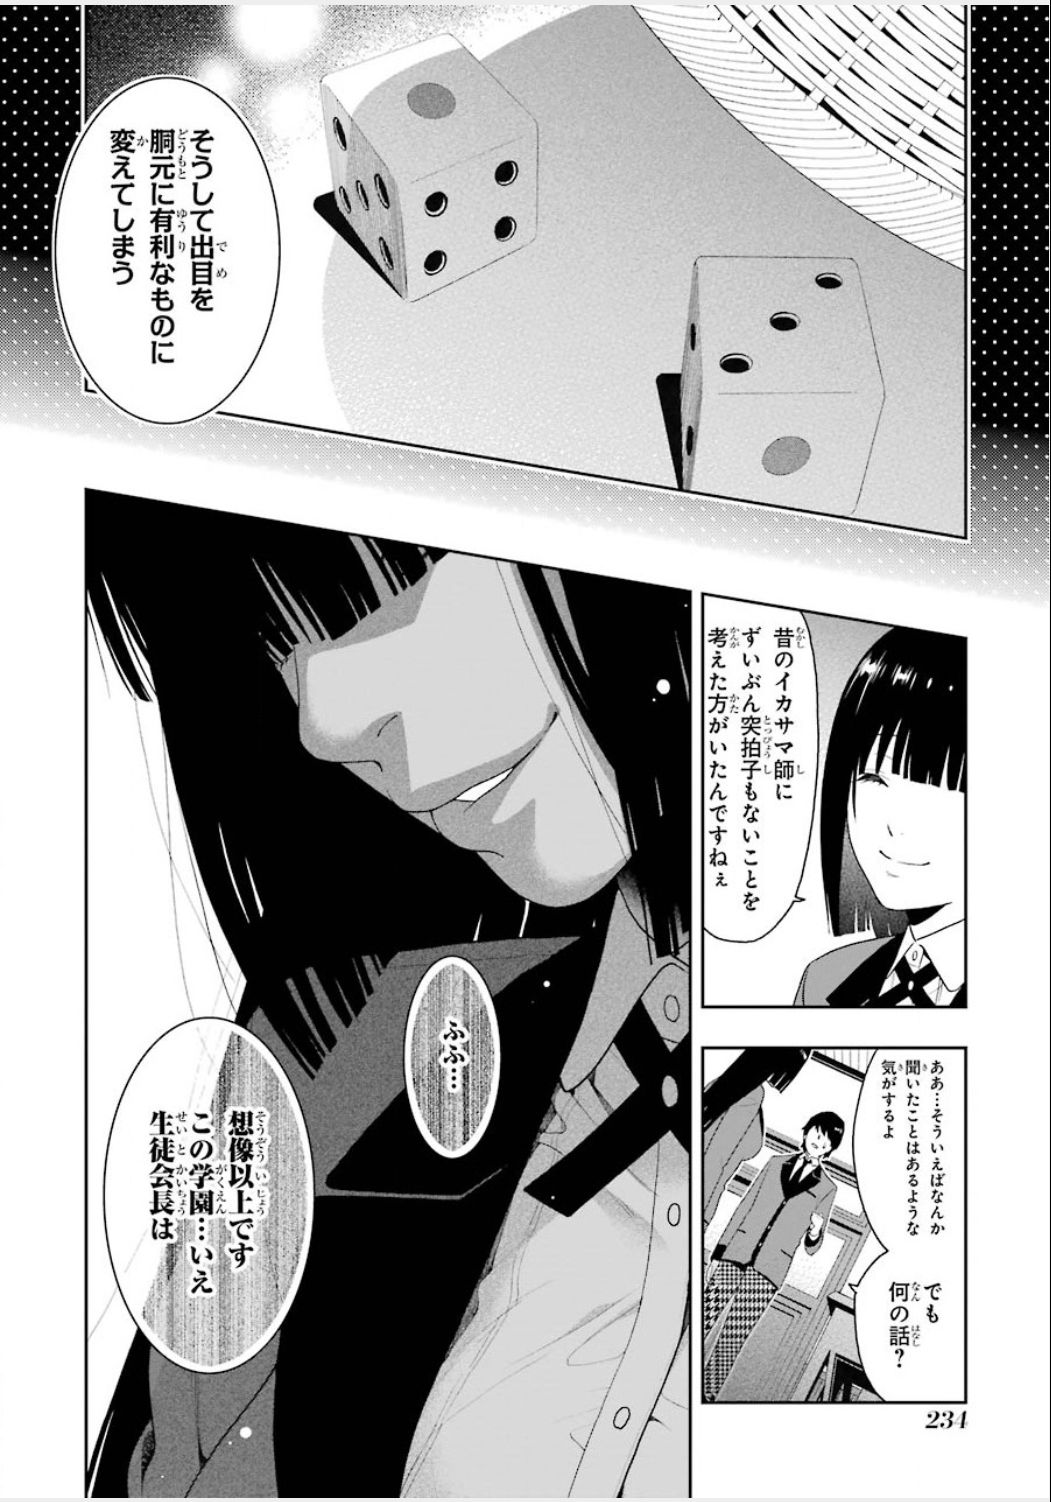 そうして出目を
胴元に有利なものに
変えてしまう
昔のイカサマ師に
ずいぶん突拍子もないことを
考えた方がいたんですねぇ
ああ…そういえばなんか
聞いたことはあるような
気がするよ
でも
何の話?
ふふ…
想像以上です
この学園…いえ
生徒会長は
234